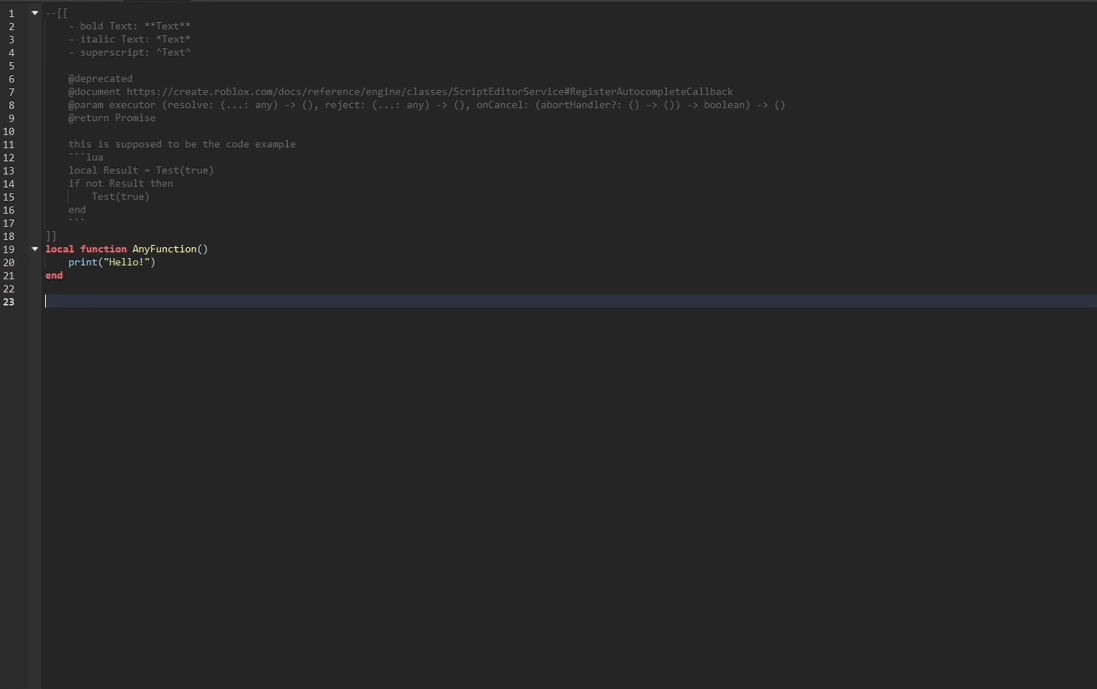 1 --[[
2 - bold Text: **Text**
3 - italic Text: *Text*
4 - superscript: ^Text^
5
6 @deprecated
7 @document https://create.roblox.com/docs/reference/engine/classes/ScriptEditorService#RegisterAutocompleteCallback
8 @param executor (resolve: (...: any) -> (), reject: (...: any) -> (), onCancel: (abortHandler?: () -> ()) -> boolean) -> ()
9 @return Promise
10
11 this is supposed to be the code example
12 ```lua
13 local Result = Test(true)
14 if not Result then
15 Test(true)
16 end
17 ```
18 ]]
19 local function AnyFunction()
20 print("Hello!")
21 end
22
23